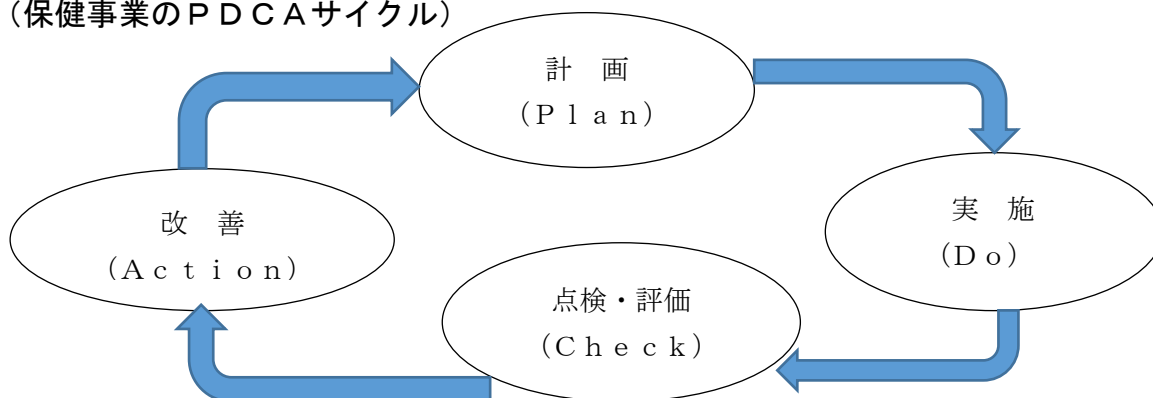 （保健事業のＰＤＣＡサイクル）
計　画
（Ｐｌａｎ）
実　施
（Ｄｏ）
点検・評価
（Ｃｈｅｃｋ）
改　善
（Ａｃｔｉｏｎ）